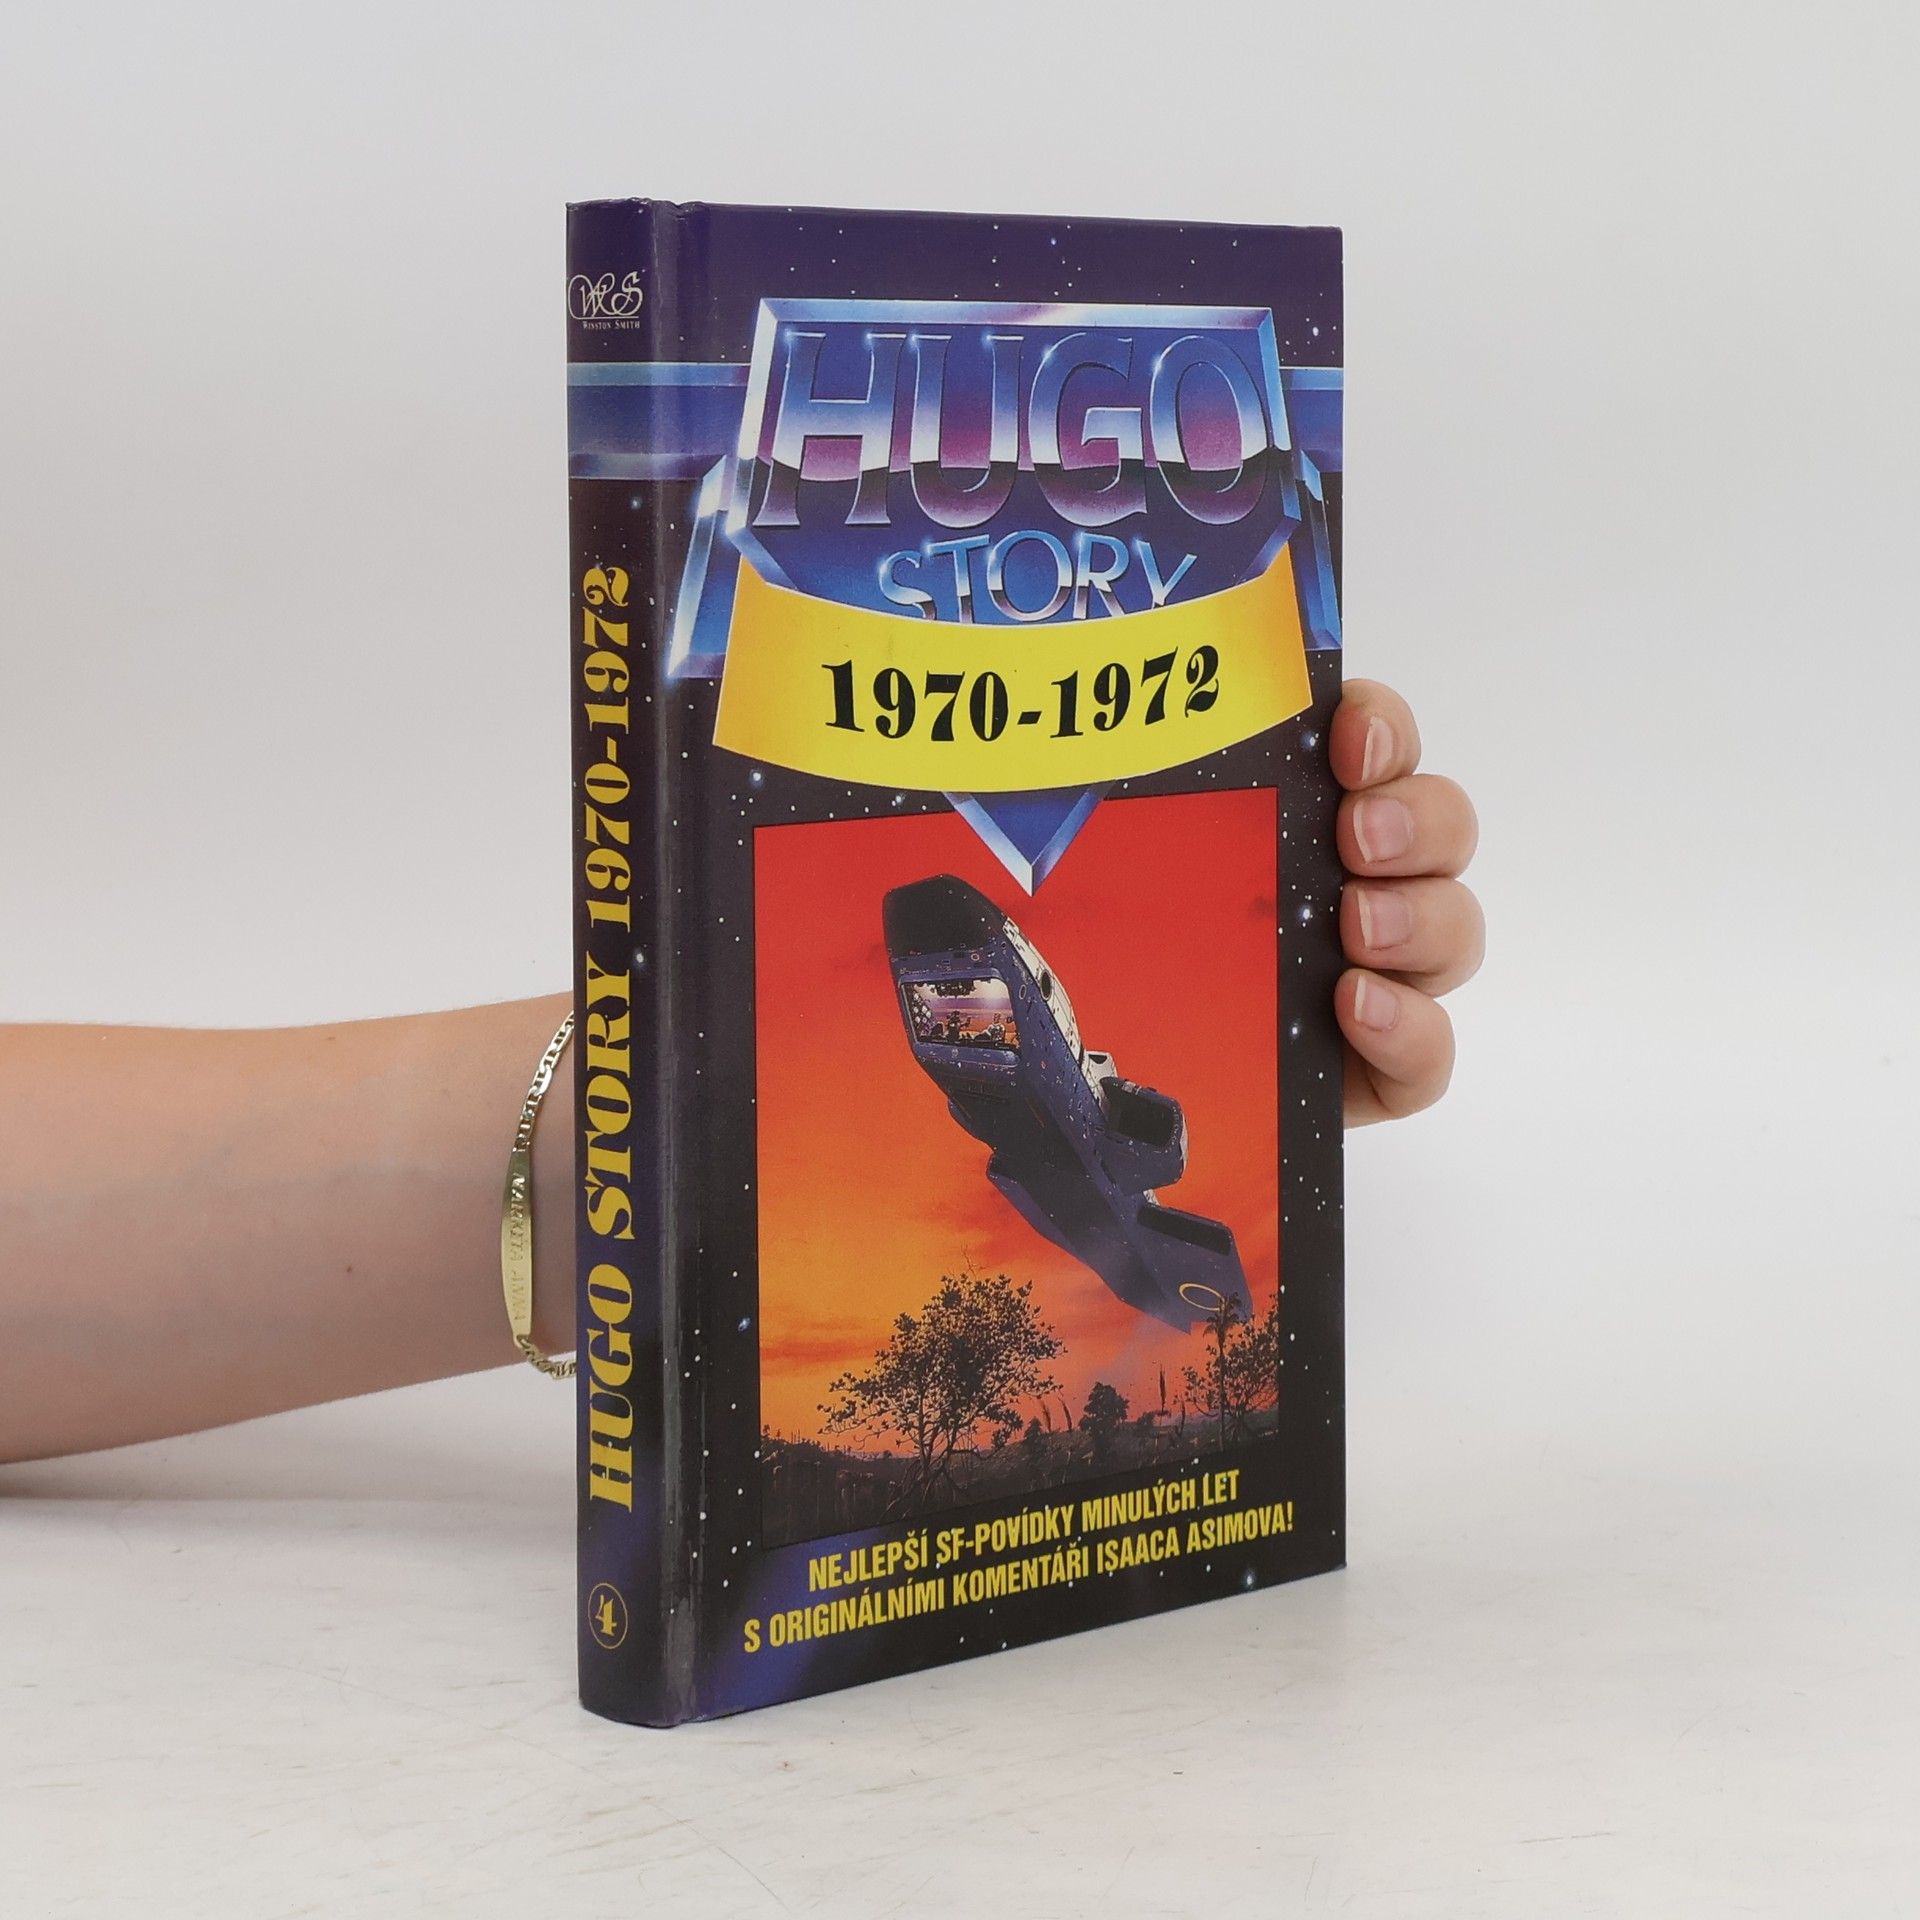 WS
WINSTON SMITH
HUGO STORY 1970-1972
4
HUGO
STORY
1970-1972
NEJLEPŠÍ SF-POVÍDKY MINULÝCH LET
S ORIGINÁLNÍMI KOMENTÁŘI ISAACA ASIMOVA!